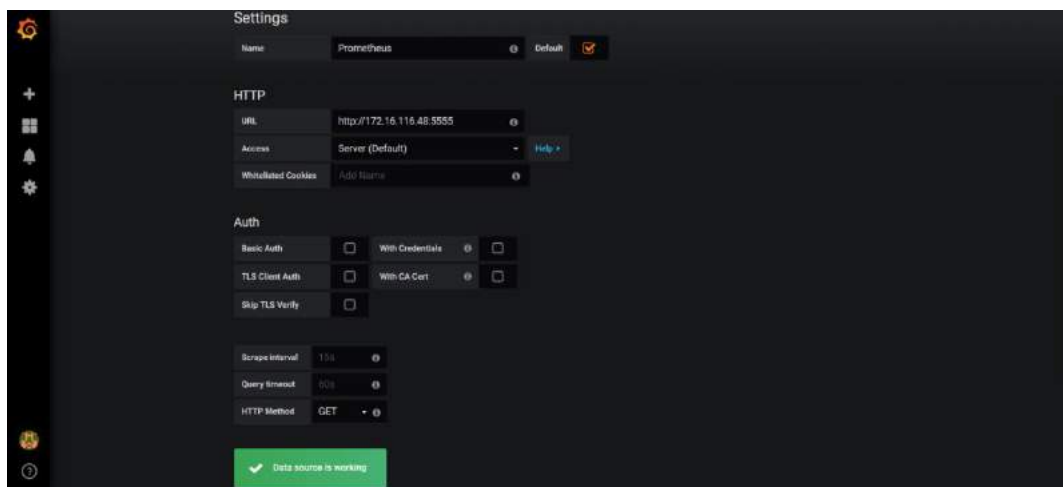 Settings
Name Prometheus Default
HTTP
URL http://172.16.116.48:5555
Access Server (Default) Help
Whitelisted Cookies Add Name
Auth
Basic Auth With Credentials
TLS Client Auth With CA Cert
Skip TLS Verify
Scrape interval 15s
Query timeout 60s
HTTP Method GET
Data source is working